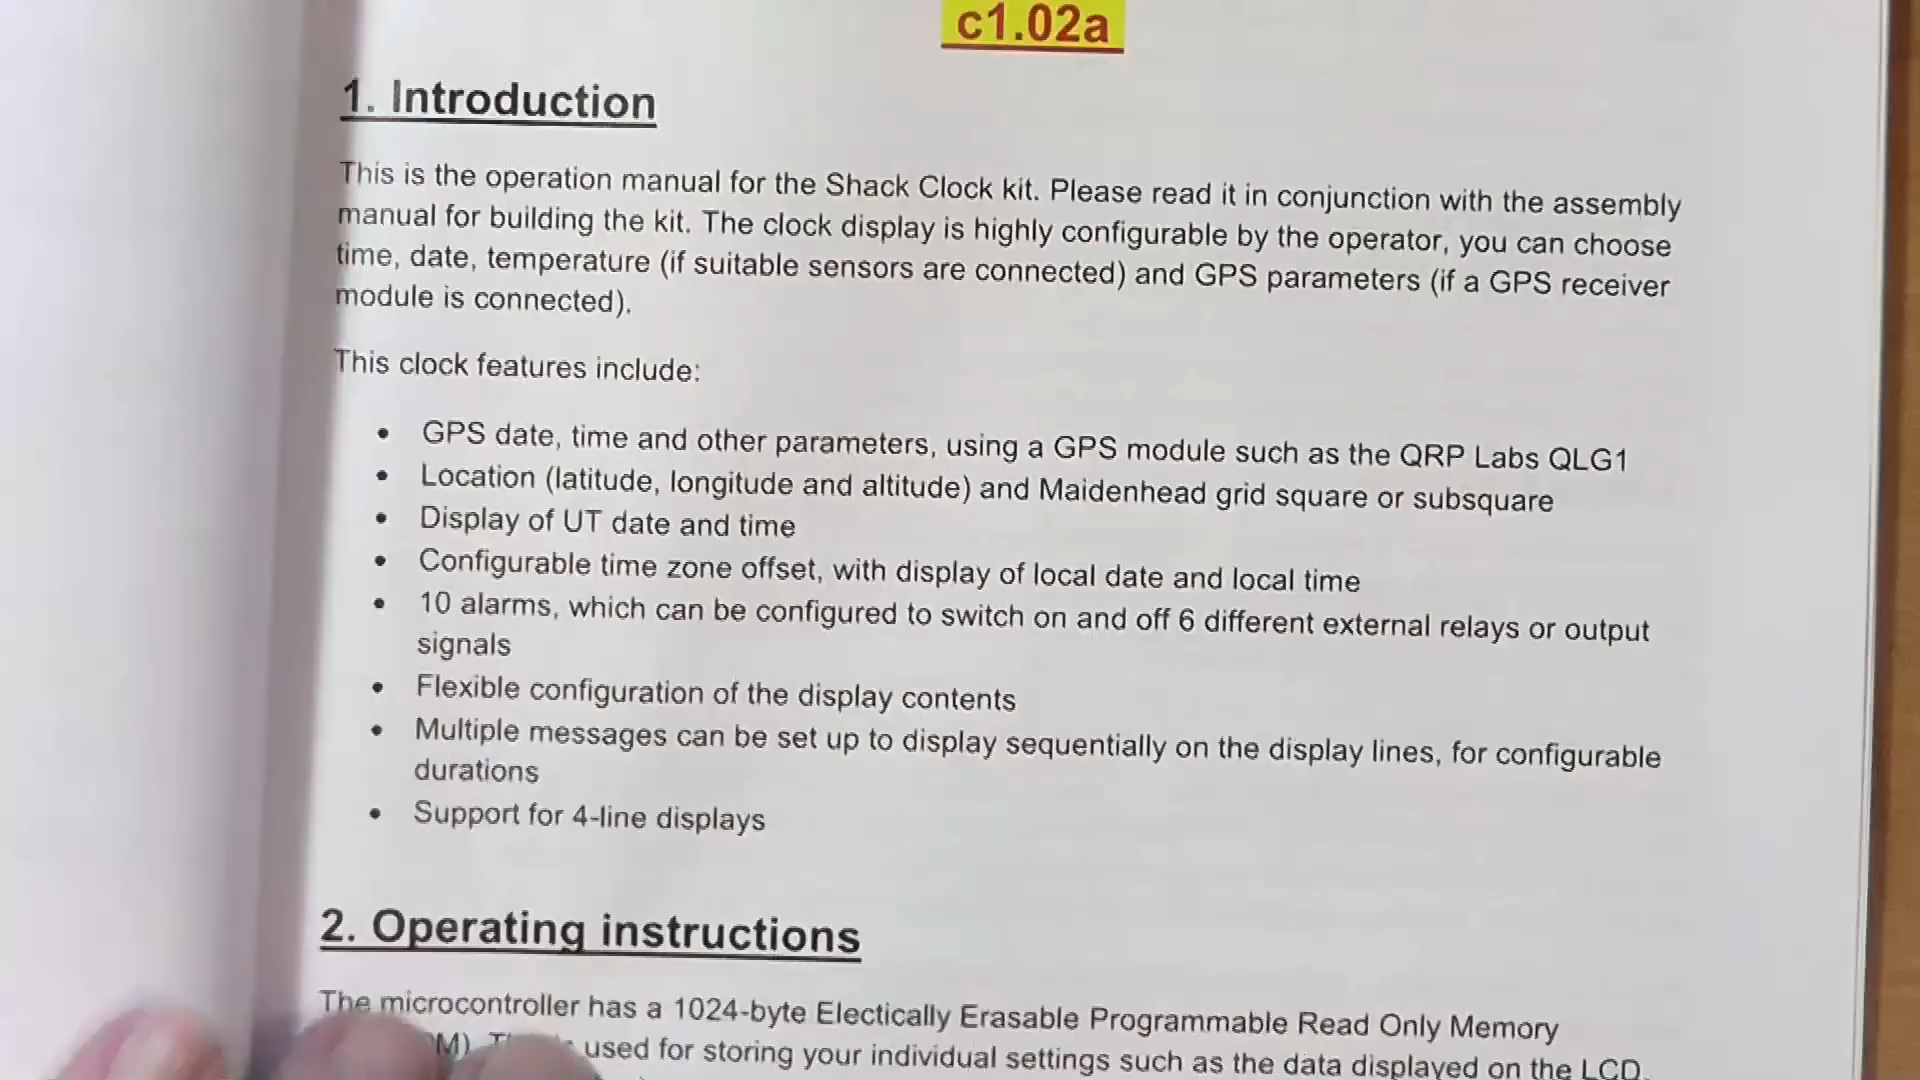 c1.02a
1. Introduction
This is the operation manual for the Shack Clock kit. Please read it in conjunction with the assembly
manual for building the kit. The clock display is highly configurable by the operator, you can choose
time, date, temperature (if suitable sensors are connected) and GPS parameters (if a GPS receiver
module is connected).
This clock features include:
• GPS date, time and other parameters, using a GPS module such as the QRP Labs QLG1
• Location (latitude, longitude and altitude) and Maidenhead grid square or subsquare
• Display of UT date and time
• Configurable time zone offset, with display of local date and local time
• 10 alarms, which can be configured to switch on and off 6 different external relays or output
signals
• Flexible configuration of the display contents
• Multiple messages can be set up to display sequentially on the display lines, for configurable
durations
• Support for 4-line displays
2. Operating instructions
The microcontroller has a 1024-byte Electically Erasable Programmable Read Only Memory
used for storing your individual settings such as the data displayed on the LCD,